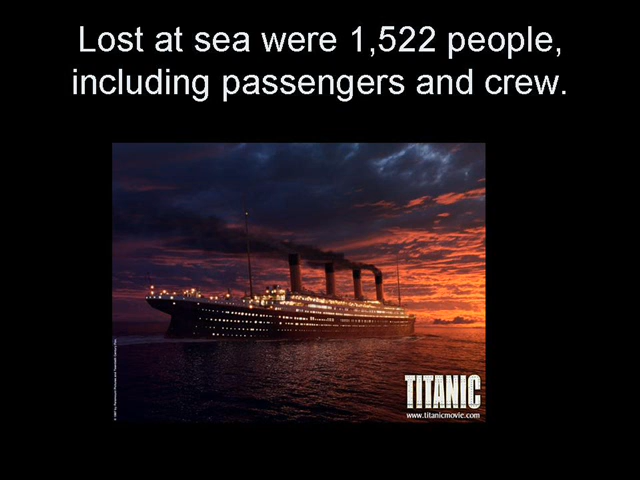 Lost at sea were 1,522 people,
including passengers and crew.
TITANIC
www.titanicmovie.com